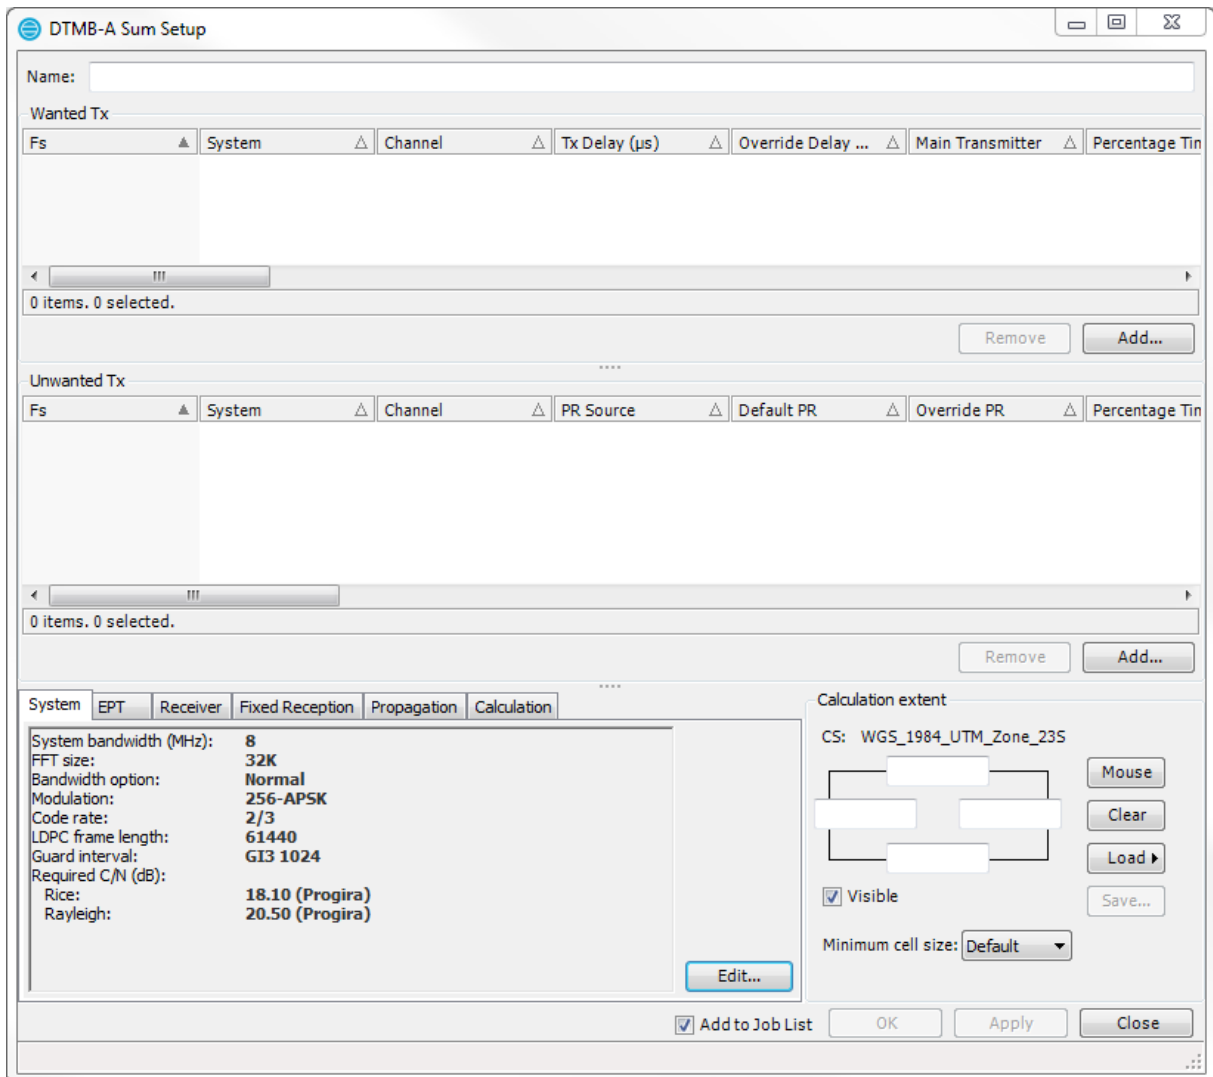 DTMB-A Sum Setup
Name:
Wanted Tx
Fs System Channel Tx Delay (µs) Override Delay ... Main Transmitter Percentage Tin
0 items. 0 selected.
Remove Add...
Unwanted Tx
Fs System Channel PR Source Default PR Override PR Percentage Tin
0 items. 0 selected.
Remove Add...
System EPT Receiver Fixed Reception Propagation Calculation
System bandwidth (MHz): 8
FFT size: 32K
Bandwidth option: Normal
Modulation: 256-APSK
Code rate: 2/3
LDPC frame length: 61440
Guard interval: GI3 1024
Required C/N (dB):
Rice: 18.10 (Progira)
Rayleigh: 20.50 (Progira)
Edit...
Calculation extent
CS: WGS_1984_UTM_Zone_23S
Mouse
Clear
Load
Visible
Save...
Minimum cell size: Default
Add to Job List OK Apply Close